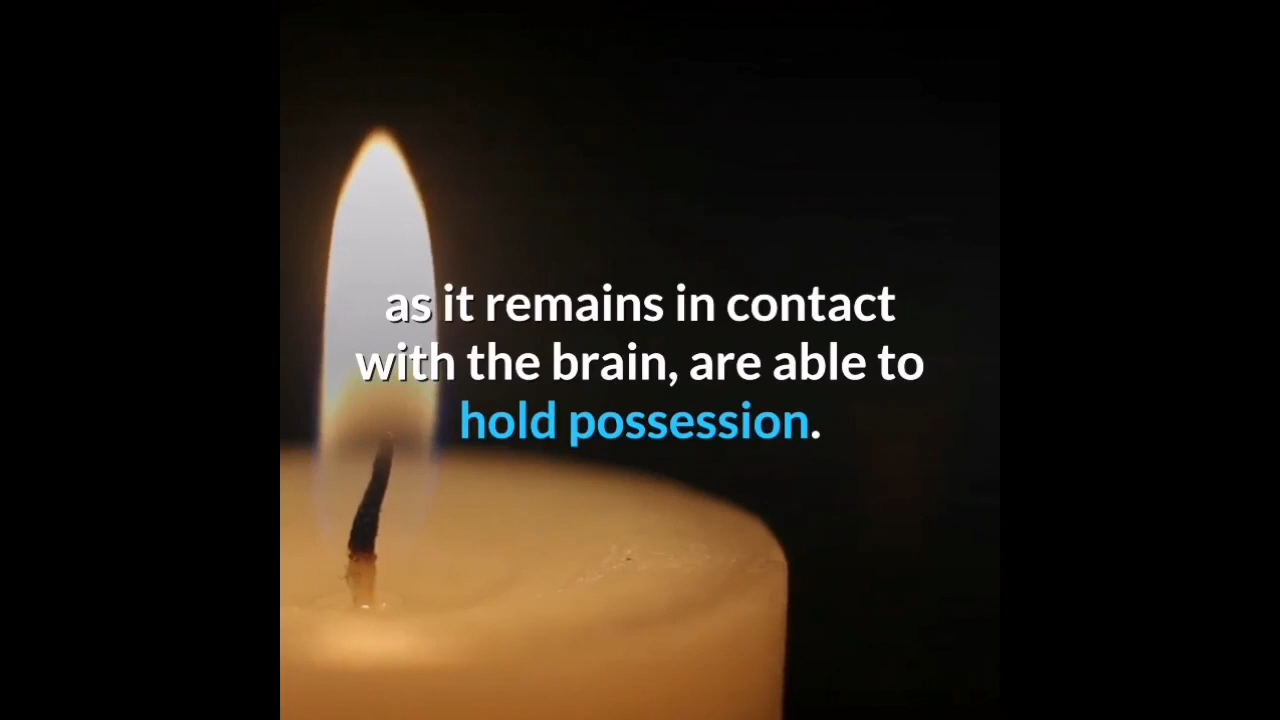 as it remains in contact
with the brain, are able to
hold possession.